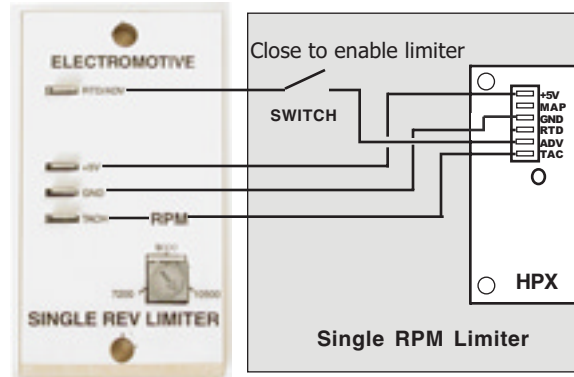 ELECTROMOTIVE
RTD/ADV
+5V
GND
TACH
RPM
7000
10500
SINGLE REV LIMITER
Close to enable limiter
SWITCH
+5V
MAP
GND
RTD
ADV
TAC
HPX
Single RPM Limiter